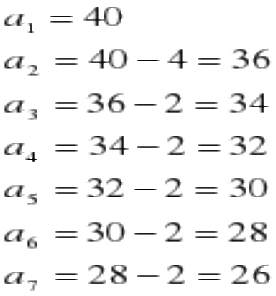 a₁ = 40
a₂ = 40 − 4 = 36
a₃ = 36 − 2 = 34
a₄ = 34 − 2 = 32
a₅ = 32 − 2 = 30
a₆ = 30 − 2 = 28
a₇ = 28 − 2 = 26